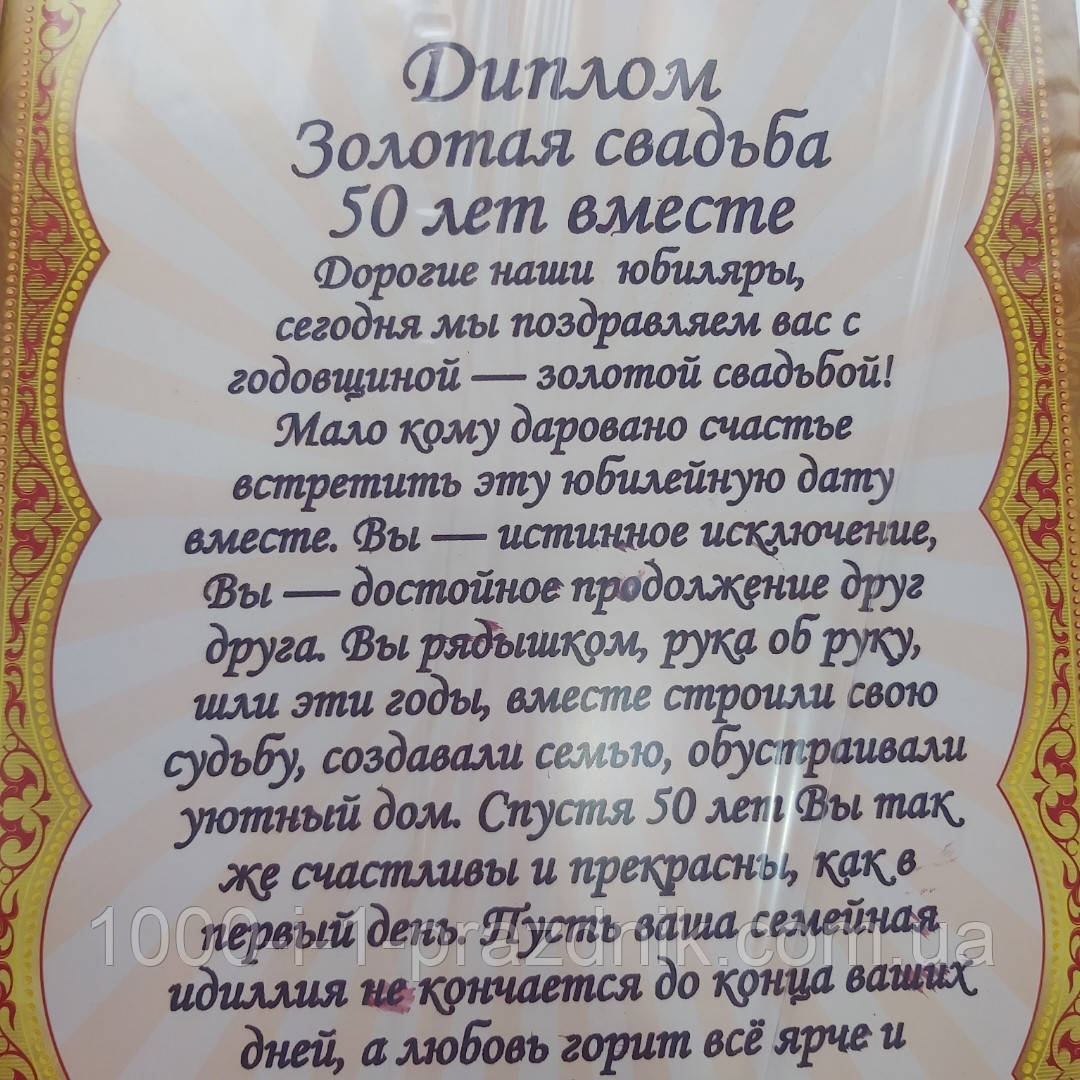 Диплом
Золотая свадьба
50 лет вместе
Дорогие наши юбиляры,
сегодня мы поздравляем вас с
годовщиной — золотой свадьбой!
Мало кому даровано счастье
встретить эту юбилейную дату
вместе. Вы — истинное исключение,
Вы — достойное продолжение друг
друга. Вы рядышком, рука об руку,
шли эти годы, вместе строили свою
судьбу, создавали семью, обустраивали
уютный дом. Спустя 50 лет Вы так
же счастливы и прекрасны, как в
первый день. Пусть ваша семейная
1000-i-1-prazdnik.com.ua
идиллия не кончается до конца ваших
дней, а любовь горит всё ярче и